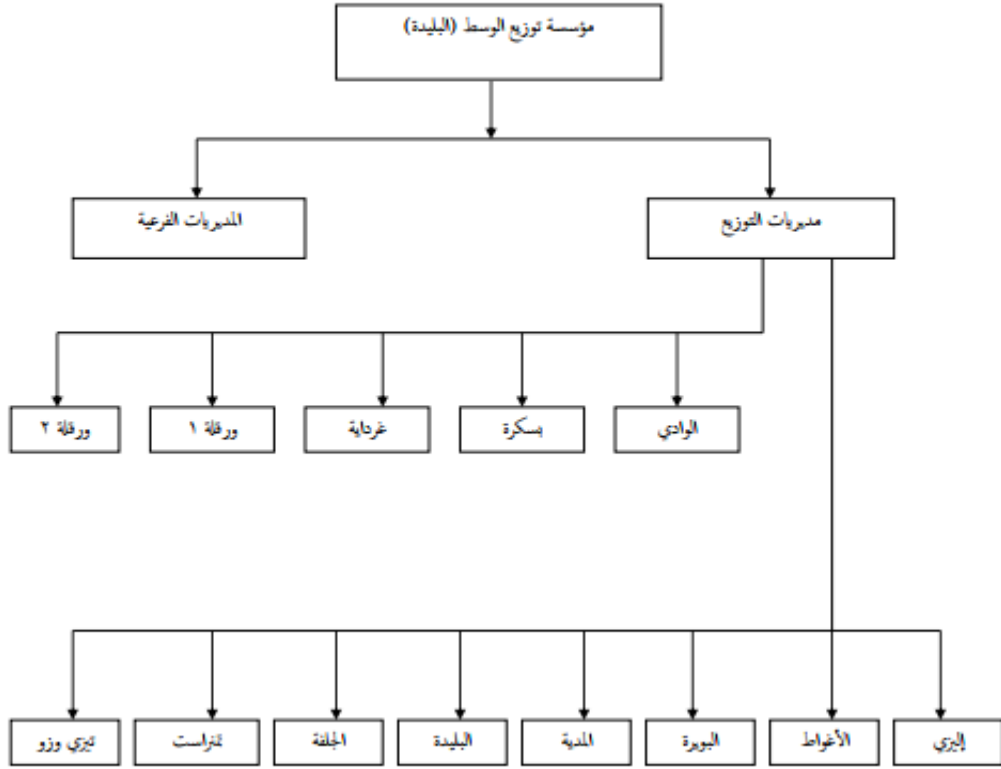 مؤسسة توزيع الوسط (البليدة)
مديريات التوزيع
المديريات الفرعية
الوادي
بسكرة
غرداية
ورقلة ١
ورقلة ٢
إليزي
الأغواط
البويرة
المدية
البليدة
الجلفة
تمنراست
تيزي وزو